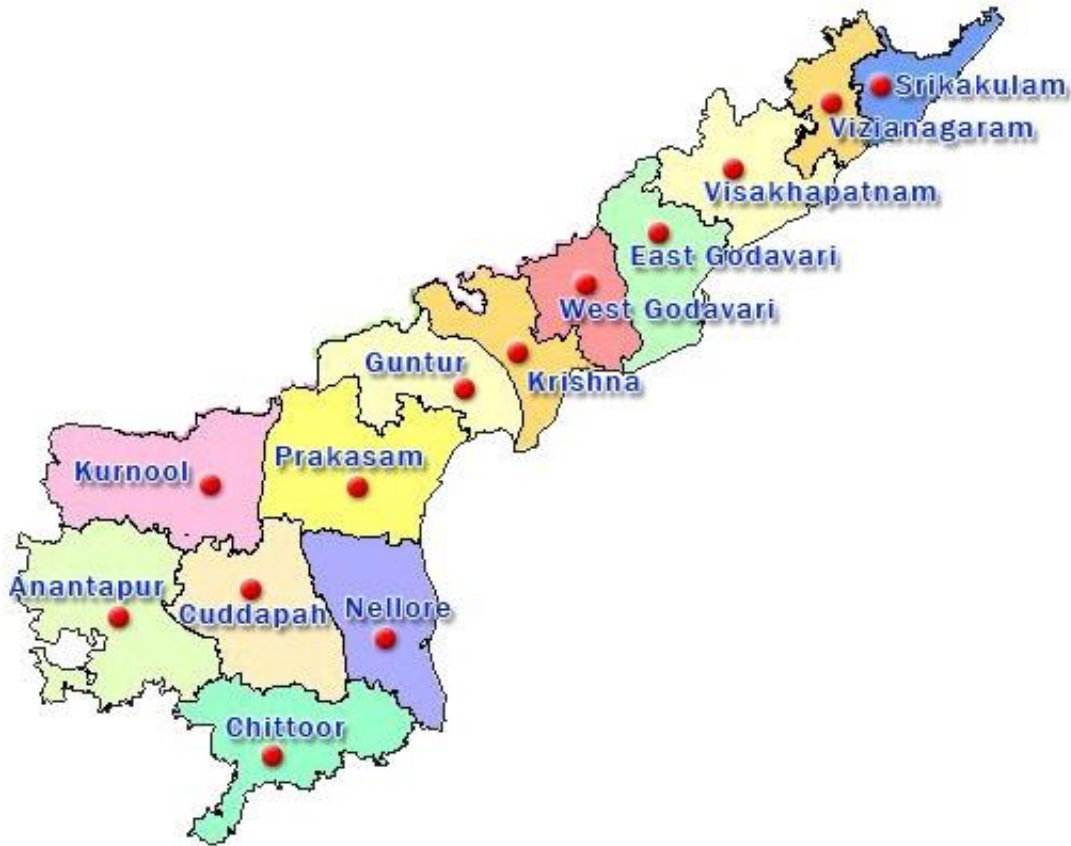 Srikakulam
Vizianagaram
Visakhapatnam
East Godavari
West Godavari
Guntur
Krishna
Prakasam
Kurnool
Anantapur
Cuddapah
Nellore
Chittoor